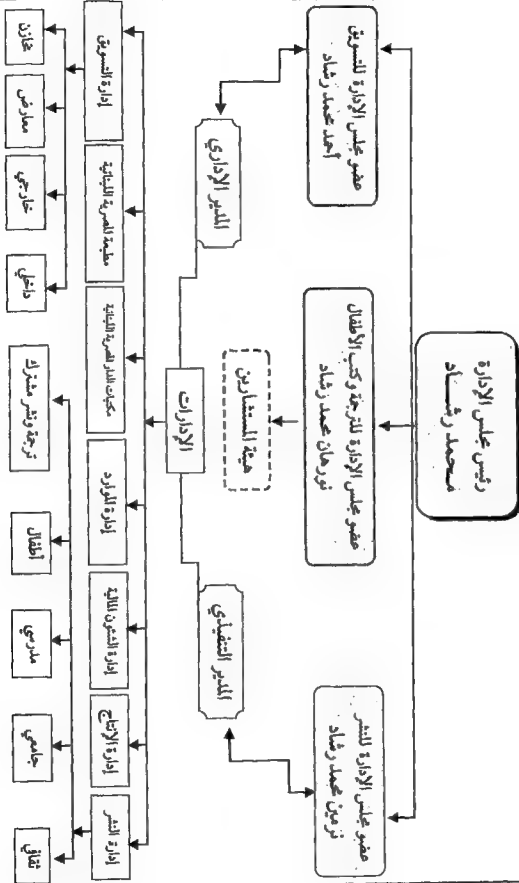 رئيس مجلس الإدارة
محمد رشاد
عضو مجلس الإدارة للنشر
نرمين محمد رشاد
عضو مجلس الإدارة للترجمة وكتب الأطفال
نورهان محمد رشاد
عضو مجلس الإدارة للتسويق
أحمد محمد رشاد
هيئة المستشارين
المدير التنفيذي
المدير الإداري
الإدارات
إدارة النشر
إدارة الإنتاج
إدارة الشئون المالية
إدارة الموارد
مكتبات الدار المصرية اللبنانية
مطبعة المصرية اللبنانية
إدارة التسويق
ثقافي
جامعي
مدرسي
أطفال
ترجمة ونشر مشترك
داخلي
خارجي
معارض
مخازن